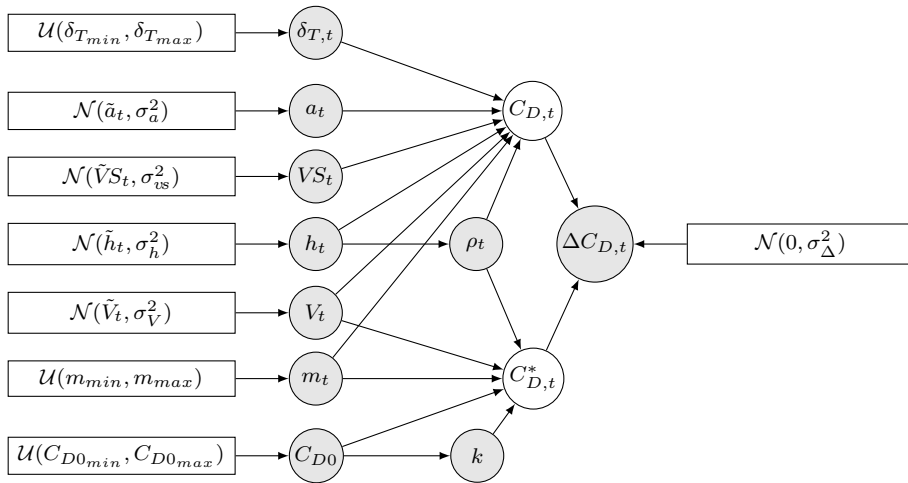 𝒰(δ_{T_{min}}, δ_{T_{max}})
δ_{T,t}
𝒩(ã_t, σ_a^2)
a_t
C_{D,t}
𝒩(ṼS_t, σ_{vs}^2)
VS_t
𝒩(h̃_t, σ_h^2)
h_t
ρ_t
ΔC_{D,t}
𝒩(0, σ_Δ^2)
𝒩(Ṽ_t, σ_V^2)
V_t
𝒰(m_{min}, m_{max})
m_t
C_{D,t}^*
𝒰(C_{D0_{min}}, C_{D0_{max}})
C_{D0}
k